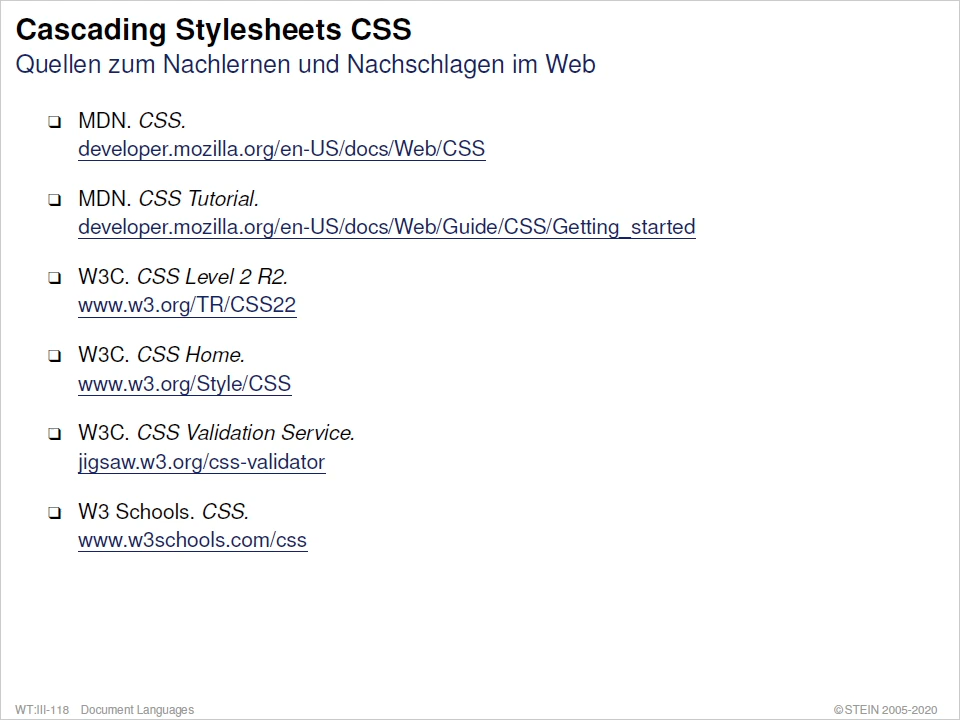 Cascading Stylesheets CSS
Quellen zum Nachlernen und Nachschlagen im Web
❑ MDN. CSS.
developer.mozilla.org/en-US/docs/Web/CSS
❑ MDN. CSS Tutorial.
developer.mozilla.org/en-US/docs/Web/Guide/CSS/Getting_started
❑ W3C. CSS Level 2 R2.
www.w3.org/TR/CSS22
❑ W3C. CSS Home.
www.w3.org/Style/CSS
❑ W3C. CSS Validation Service.
jigsaw.w3.org/css-validator
❑ W3 Schools. CSS.
www.w3schools.com/css
WT:III-118 Document Languages
©STEIN 2005-2020